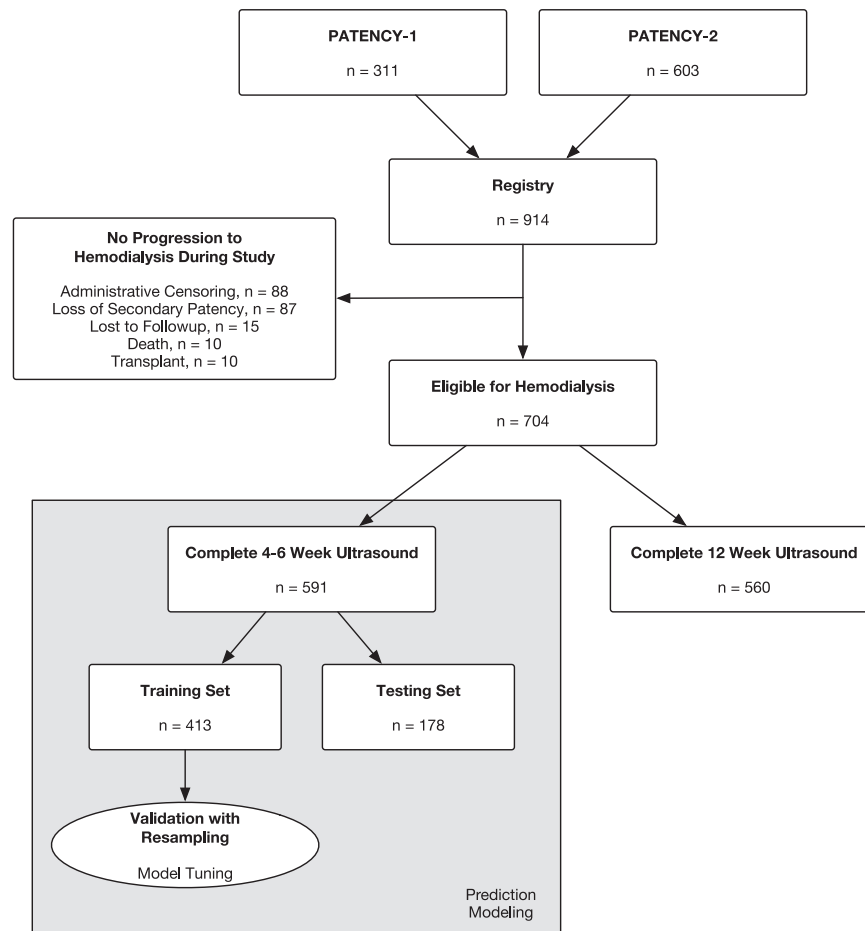 PATENCY-1
n = 311
PATENCY-2
n = 603
Registry
n = 914
No Progression to
Hemodialysis During Study
Administrative Censoring, n = 88
Loss of Secondary Patency, n = 87
Lost to Followup, n = 15
Death, n = 10
Transplant, n = 10
Eligible for Hemodialysis
n = 704
Complete 4-6 Week Ultrasound
n = 591
Complete 12 Week Ultrasound
n = 560
Training Set
n = 413
Testing Set
n = 178
Validation with
Resampling
Model Tuning
Prediction
Modeling